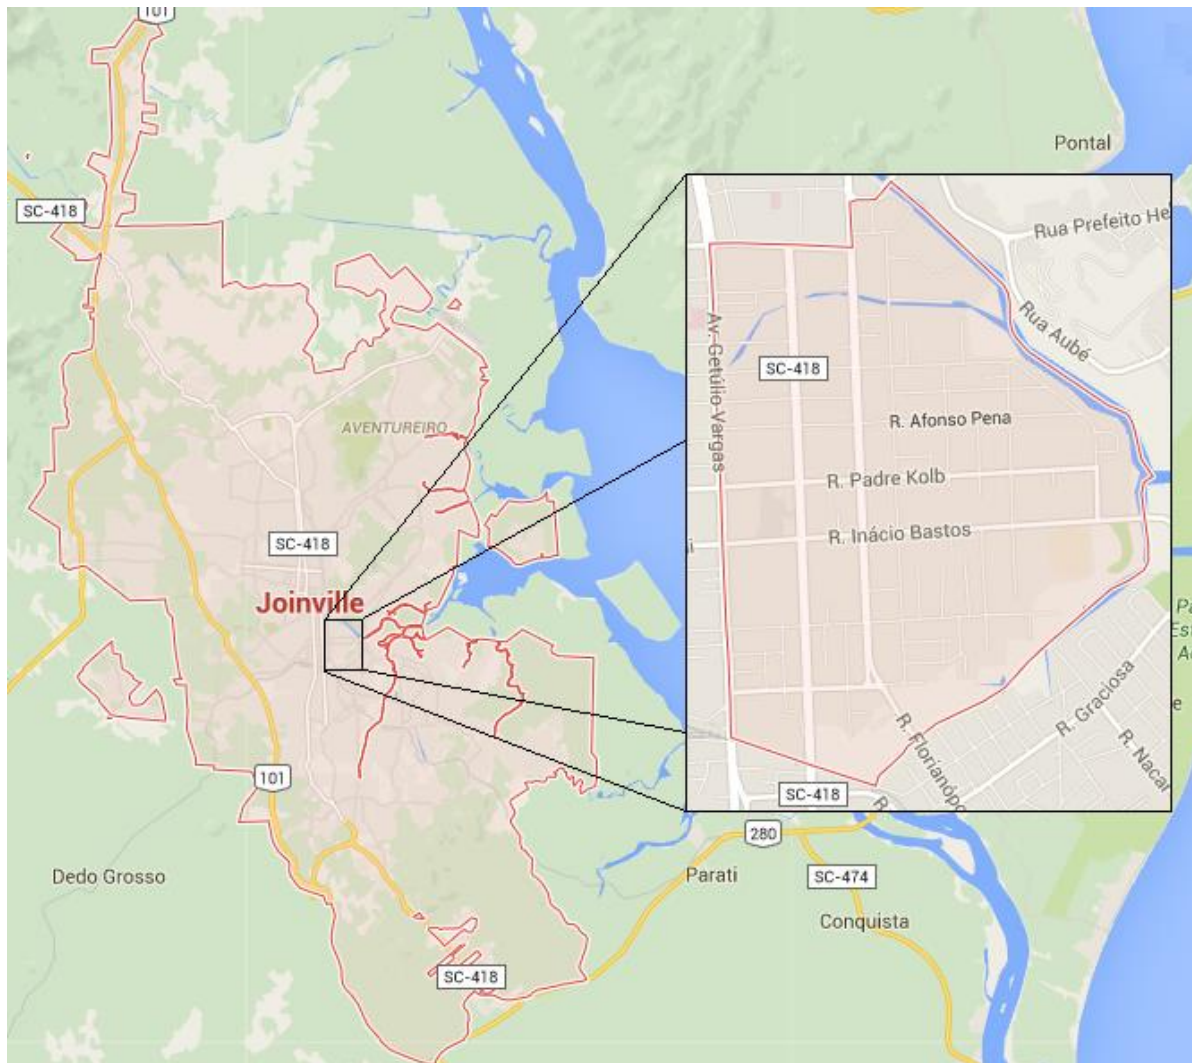 101
Pontal
SC-418
Rua Prefeito He
Rua Aubé
Av. Getúlio Vargas
SC-418
R. Afonso Pena
AVENTUREIRO
R. Padre Kolb
R. Inácio Bastos
SC-418
Joinville
R. Graciosa
R. Florianópo
R. Nacar
101
SC-418
R.
280
Dedo Grosso
Parati
SC-474
Conquista
SC-418